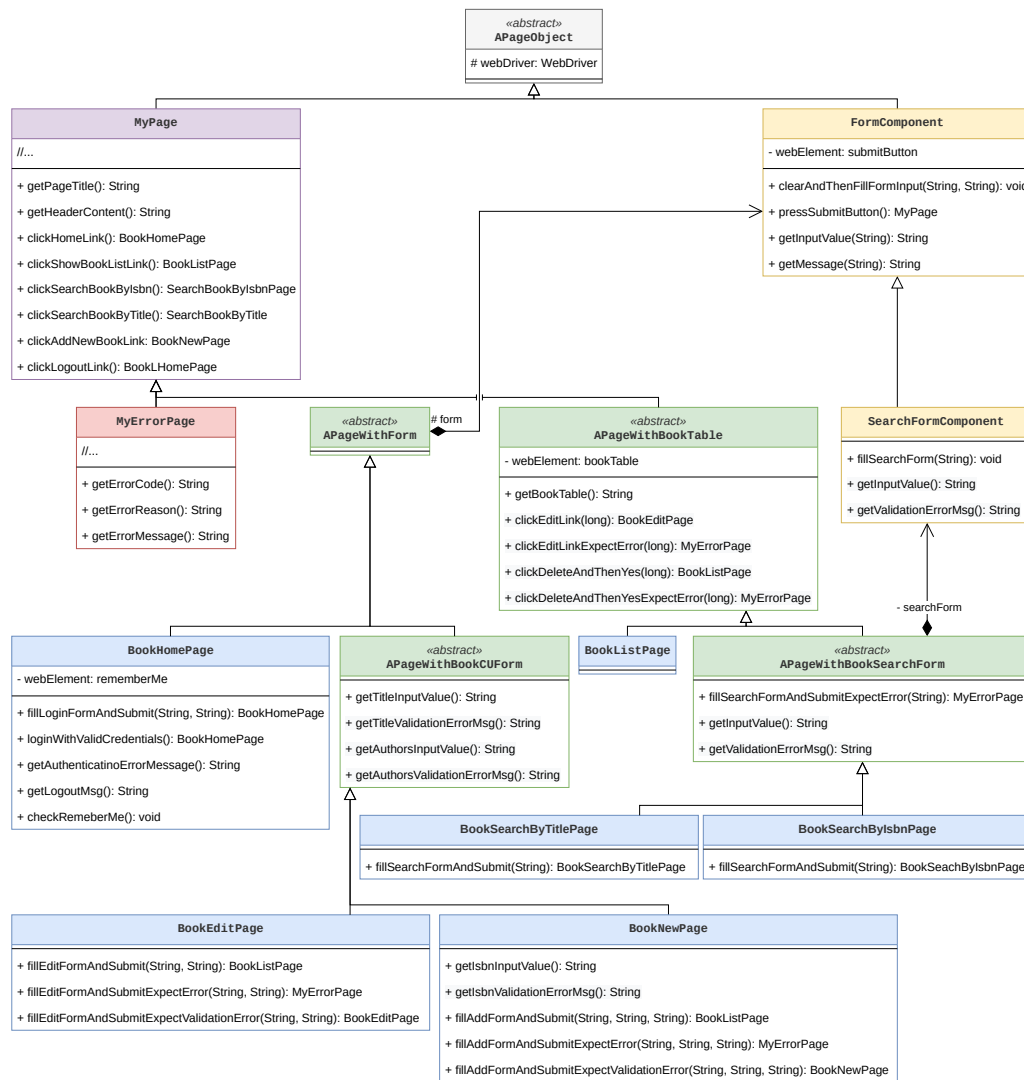 «abstract»
APageObject
# webDriver: WebDriver
MyPage
//...
+ getPageTitle(): String
+ getHeaderContent(): String
+ clickHomeLink(): BookHomePage
+ clickShowBookListLink(): BookListPage
+ clickSearchBookByIsbn(): SearchBookByIsbnPage
+ clickSearchBookByTitle(): SearchBookByTitle
+ clickAddNewBookLink: BookNewPage
+ clickLogoutLink(): BookLHomePage
FormComponent
- webElement: submitButton
+ clearAndThenFillFormInput(String, String): void
+ pressSubmitButton(): MyPage
+ getInputValue(String): String
+ getMessage(String): String
MyErrorPage
//...
+ getErrorCode(): String
+ getErrorReason(): String
+ getErrorMessage(): String
«abstract»
APageWithForm
# form
«abstract»
APageWithBookTable
- webElement: bookTable
+ getBookTable(): String
+ clickEditLink(long): BookEditPage
+ clickEditLinkExpectError(long): MyErrorPage
+ clickDeleteAndThenYes(long): BookListPage
+ clickDeleteAndThenYesExpectError(long): MyErrorPage
SearchFormComponent
+ fillSearchForm(String): void
+ getInputValue(): String
+ getValidationErrorMsg(): String
- searchForm
BookHomePage
- webElement: rememberMe
+ fillLoginFormAndSubmit(String, String): BookHomePage
+ loginWithValidCredentials(): BookHomePage
+ getAuthenticatinoErrorMessage(): String
+ getLogoutMsg(): String
+ checkRemeberMe(): void
«abstract»
APageWithBookCUForm
+ getTitleInputValue(): String
+ getTitleValidationErrorMsg(): String
+ getAuthorsInputValue(): String
+ getAuthorsValidationErrorMsg(): String
BookListPage
«abstract»
APageWithBookSearchForm
+ fillSearchFormAndSubmitExpectError(String): MyErrorPage
+ getInputValue(): String
+ getValidationErrorMsg(): String
BookSearchByTitlePage
+ fillSearchFormAndSubmit(String): BookSearchByTitlePage
BookSearchByIsbnPage
+ fillSearchFormAndSubmit(String): BookSeachByIsbnPage
BookEditPage
+ fillEditFormAndSubmit(String, String): BookListPage
+ fillEditFormAndSubmitExpectError(String, String): MyErrorPage
+ fillEditFormAndSubmitExpectValidationError(String, String): BookEditPage
BookNewPage
+ getIsbnInputValue(): String
+ getIsbnValidationErrorMsg(): String
+ fillAddFormAndSubmit(String, String, String): BookListPage
+ fillAddFormAndSubmitExpectError(String, String, String): MyErrorPage
+ fillAddFormAndSubmitExpectValidationError(String, String, String): BookNewPage